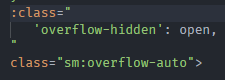 :class="
'overflow-hidden': open,
"
class="sm:overflow-auto">